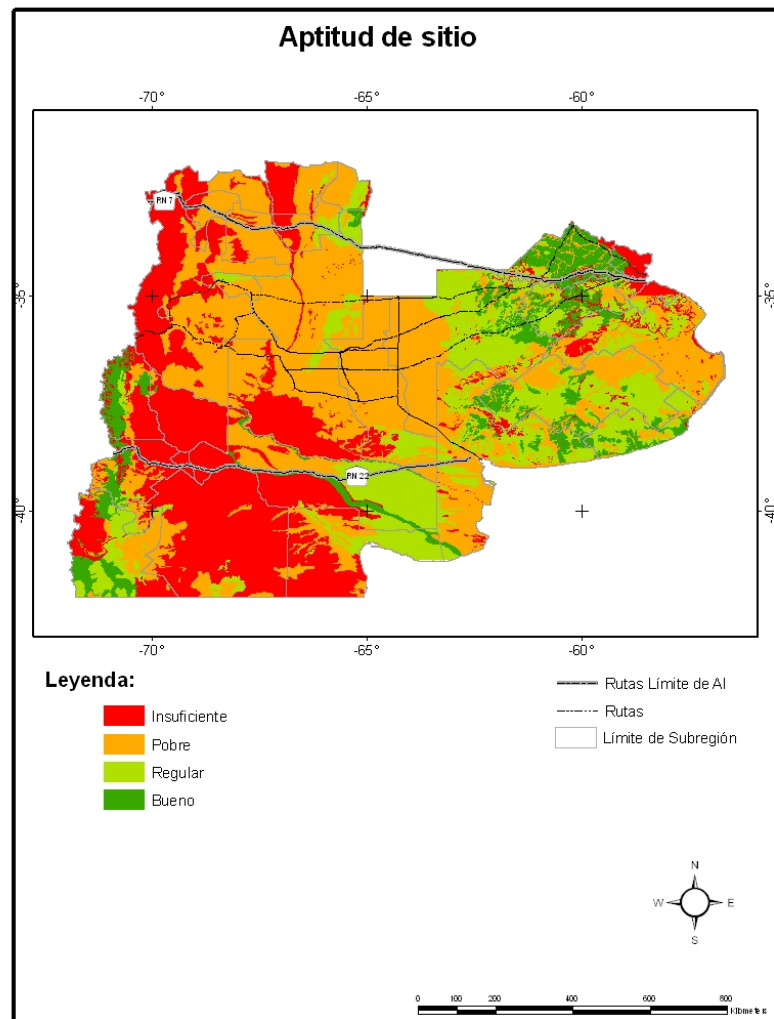 Aptitud de sitio
-70° -65° -60°
RN 7
-35° -35°
RN 22
-40° -40°
-70° -65° -60°
Leyenda:
Insuficiente
Pobre
Regular
Bueno
Rutas Límite de AI
Rutas
Límite de Subregión
N
W E
S
0 100 200 400 600 800
Kilometers